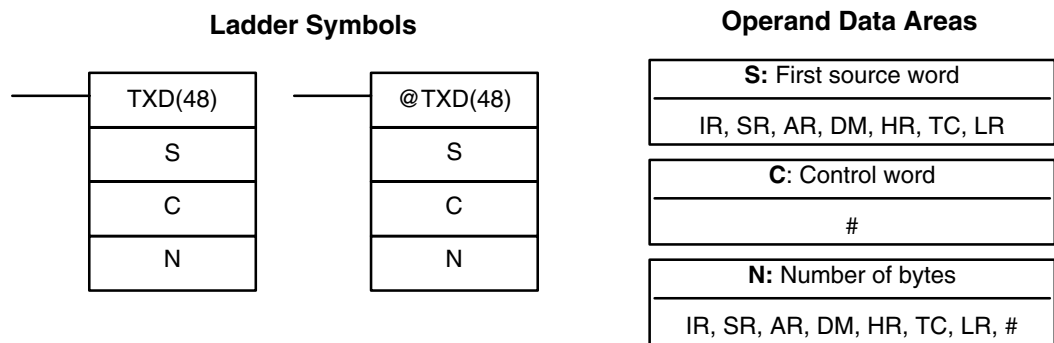 Ladder Symbols
TXD(48)
S
C
N
@TXD(48)
S
C
N
Operand Data Areas
S: First source word
IR, SR, AR, DM, HR, TC, LR
C: Control word
#
N: Number of bytes
IR, SR, AR, DM, HR, TC, LR, #